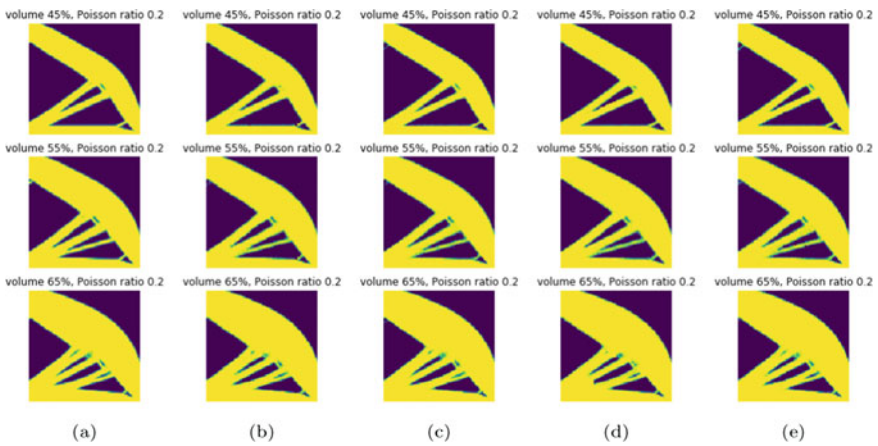 volume 45%, Poisson ratio 0.2 volume 45%, Poisson ratio 0.2 volume 45%, Poisson ratio 0.2 volume 45%, Poisson ratio 0.2 volume 45%, Poisson ratio 0.2
volume 55%, Poisson ratio 0.2 volume 55%, Poisson ratio 0.2 volume 55%, Poisson ratio 0.2 volume 55%, Poisson ratio 0.2 volume 55%, Poisson ratio 0.2
volume 65%, Poisson ratio 0.2 volume 65%, Poisson ratio 0.2 volume 65%, Poisson ratio 0.2 volume 65%, Poisson ratio 0.2 volume 65%, Poisson ratio 0.2
(a) (b) (c) (d) (e)